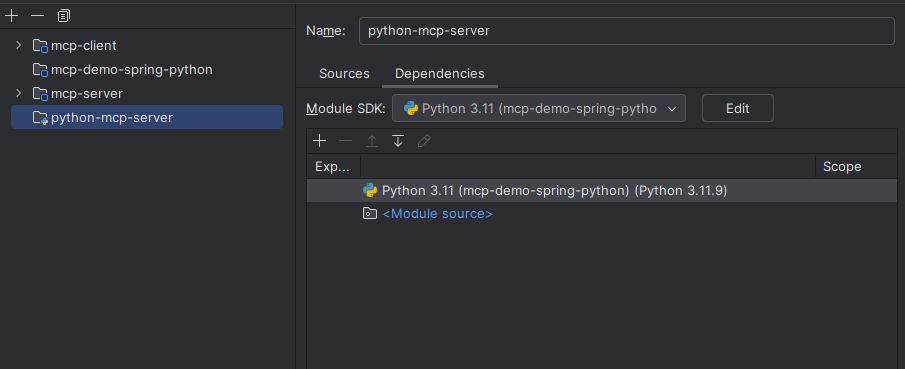 mcp-client
mcp-demo-spring-python
mcp-server
python-mcp-server
Name: python-mcp-server
Sources Dependencies
Module SDK: Python 3.11 (mcp-demo-spring-pytho Edit
Exp... Scope
Python 3.11 (mcp-demo-spring-python) (Python 3.11.9)
<Module source>